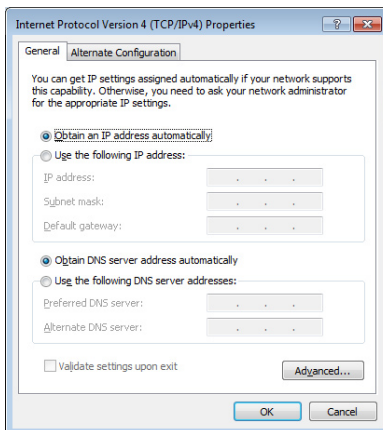 Internet Protocol Version 4 (TCP/IPv4) Properties
General
Alternate Configuration
You can get IP settings assigned automatically if your network supports
this capability. Otherwise, you need to ask your network administrator
for the appropriate IP settings.
Obtain an IP address automatically
Use the following IP address:
IP address:
Subnet mask:
Default gateway:
Obtain DNS server address automatically
Use the following DNS server addresses:
Preferred DNS server:
Alternate DNS server:
Validate settings upon exit
Advanced...
OK
Cancel